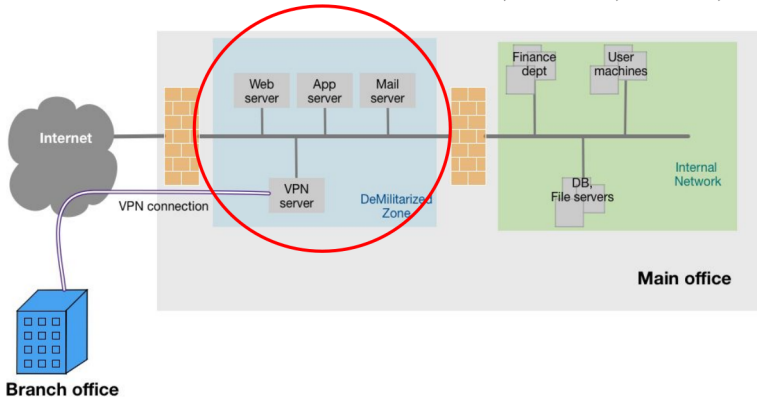 Finance
dept
User
machines
Web
server
App
server
Mail
server
Internet
Internal
Network
VPN
server
DB,
File servers
DeMilitarized
Zone
VPN connection
Main office
Branch office